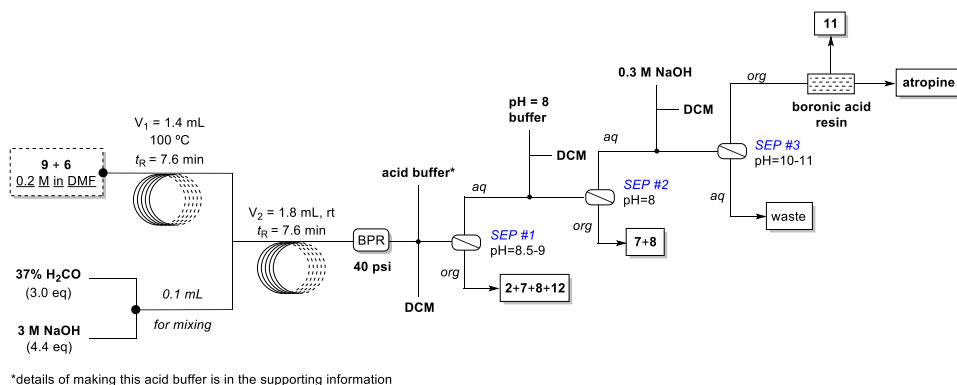 9 + 6
0.2 M in DMF
V1 = 1.4 mL
100 ºC
tR = 7.6 min
37% H2CO
(3.0 eq)
3 M NaOH
(4.4 eq)
0.1 mL
for mixing
V2 = 1.8 mL, rt
tR = 7.6 min
BPR
40 psi
acid buffer*
DCM
SEP #1
pH=8.5-9
aq
org
2+7+8+12
pH = 8
buffer
DCM
SEP #2
pH=8
aq
org
7+8
0.3 M NaOH
DCM
SEP #3
pH=10-11
org
aq
waste
11
boronic acid
resin
atropine
*details of making this acid buffer is in the supporting information